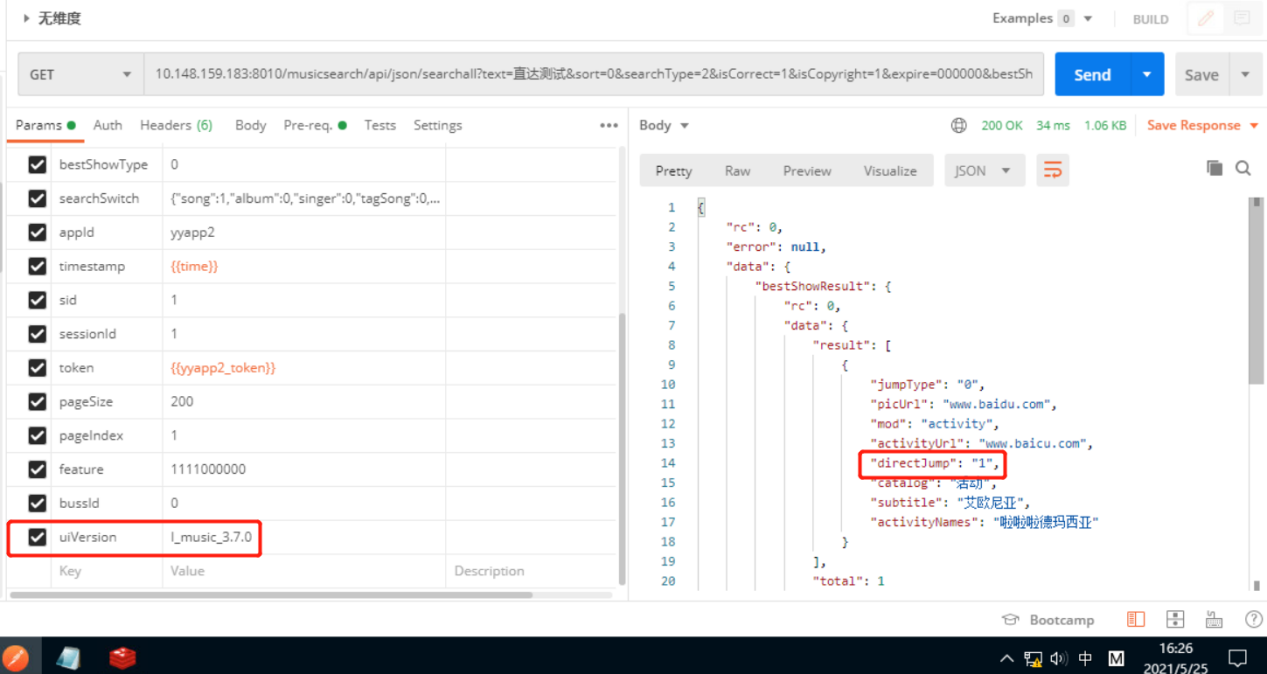 无维度
Examples 0
BUILD
GET
10.148.159.183:8010/musicsearch/api/json/searchall?text=直达测试&sort=0&searchType=2&isCorrect=1&isCopyright=1&expire=000000&bestSh
Send
Save
Params Auth Headers (6) Body Pre-req. Tests Settings
bestShowType 0
searchSwitch {"song":1,"album":0,"singer":0,"tagSong":0,...
appId yyapp2
timestamp {{time}}
sid 1
sessionId 1
token {{yyapp2_token}}
pageSize 200
pageIndex 1
feature 1111000000
bussId 0
uiVersion I_music_3.7.0
Key Value Description
Body 200 OK 34 ms 1.06 KB Save Response
Pretty Raw Preview Visualize JSON
1 {
2 "rc": 0,
3 "error": null,
4 "data": {
5 "bestShowResult": {
6 "rc": 0,
7 "data": {
8 "result": [
9 {
10 "jumpType": "0",
11 "picUrl": "www.baidu.com",
12 "mod": "activity",
13 "activityUrl": "www.baicu.com",
14 "directJump": "1",
15 "catalog": "活动",
16 "subtitle": "艾欧尼亚",
17 "activityNames": "啦啦啦德玛西亚"
18 }
19 ],
20 "total": 1
Bootcamp
中 M
16:26
2021/5/25